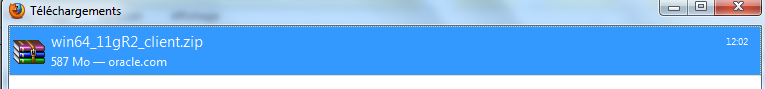 Téléchargements
win64_11gR2_client.zip
12:02
587 Mo — oracle.com